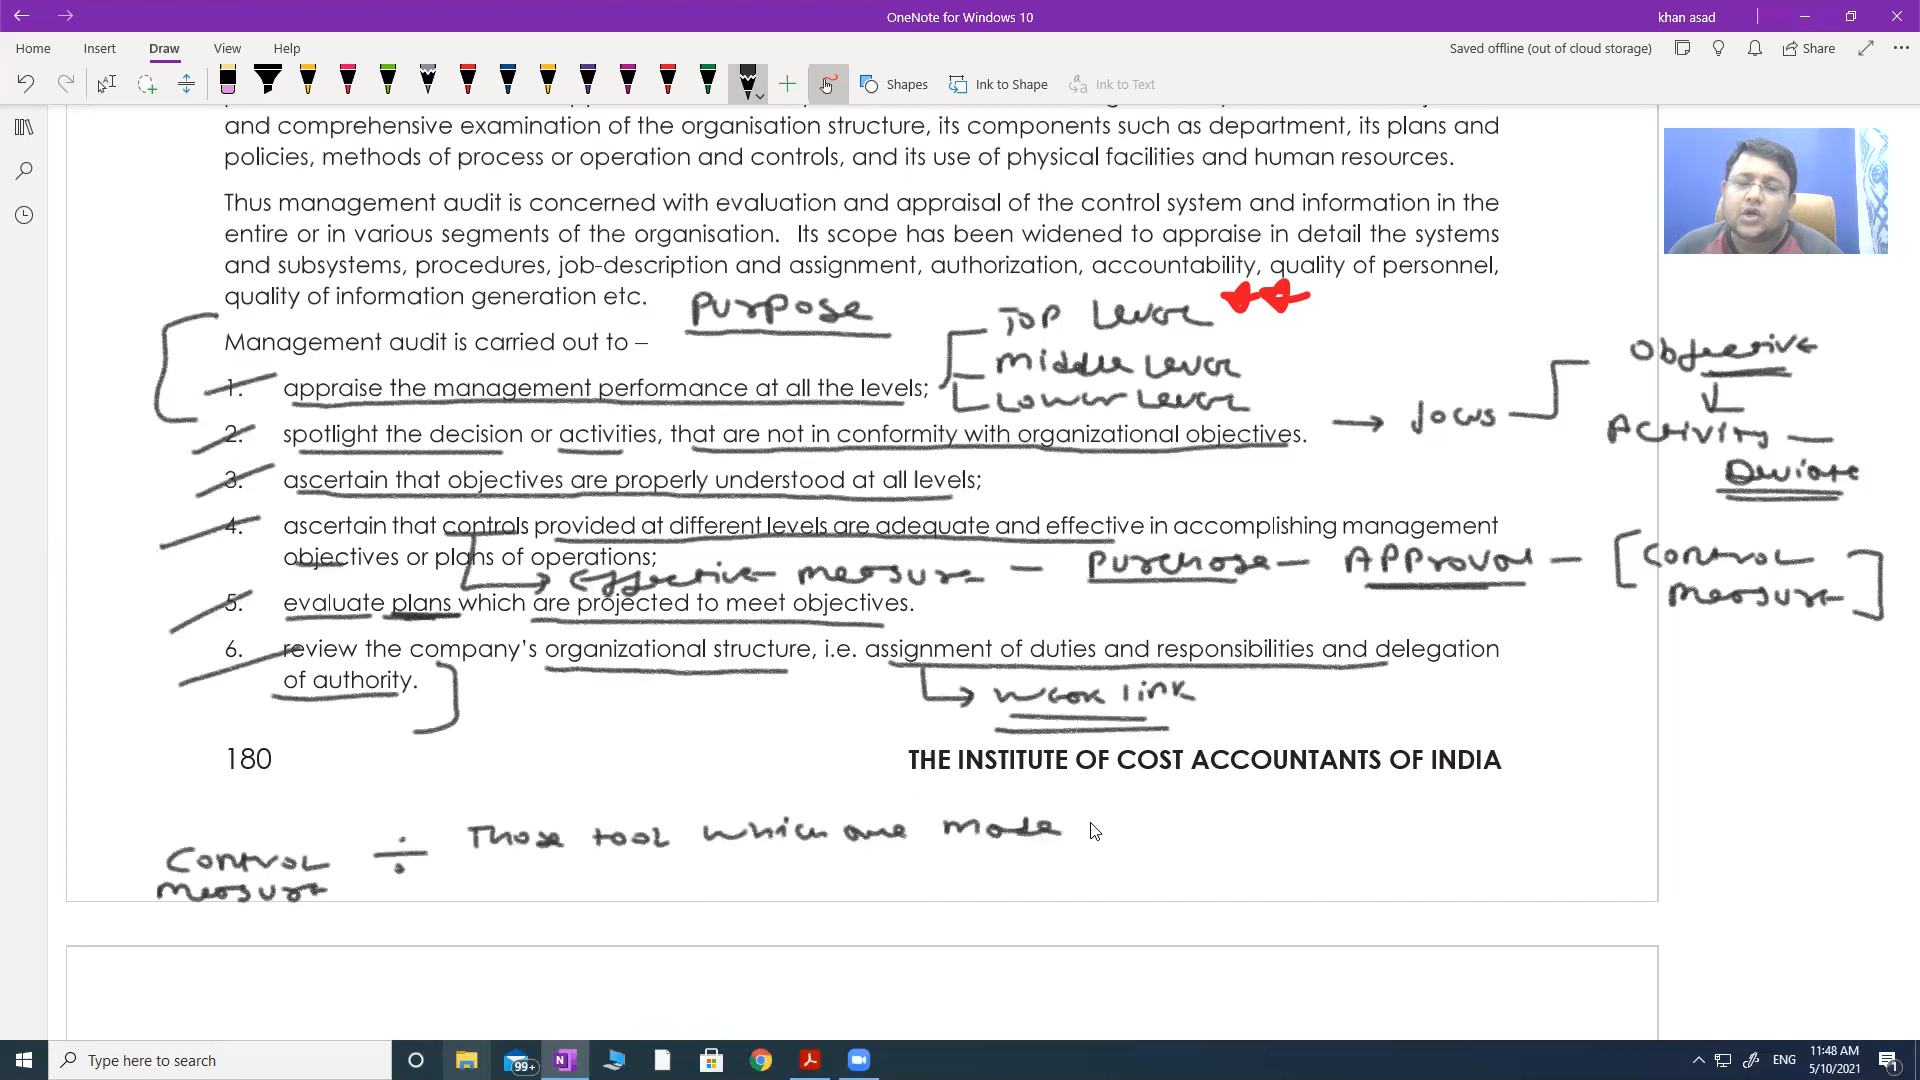 OneNote for Windows 10
khan asad
Home Insert Draw View Help
Saved offline (out of cloud storage)
Share
Shapes
Ink to Shape
Ink to Text
and comprehensive examination of the organisation structure, its components such as department, its plans and
policies, methods of process or operation and controls, and its use of physical facilities and human resources.
Thus management audit is concerned with evaluation and appraisal of the control system and information in the
entire or in various segments of the organisation. Its scope has been widened to appraise in detail the systems
and subsystems, procedures, job-description and assignment, authorization, accountability, quality of personnel,
quality of information generation etc.
Purpose
Top Level
Management audit is carried out to –
Middle level
Objective
1. appraise the management performance at all the levels;
Lower level
2. spotlight the decision or activities, that are not in conformity with organizational objectives.
→ focus
Activity —
Deviate
3. ascertain that objectives are properly understood at all levels;
4. ascertain that controls provided at different levels are adequate and effective in accomplishing management
objectives or plans of operations;
Effective measure — Purchase — Approval — [Control
measure]
5. evaluate plans which are projected to meet objectives.
6. review the company's organizational structure, i.e. assignment of duties and responsibilities and delegation
of authority.
weak link
180
THE INSTITUTE OF COST ACCOUNTANTS OF INDIA
Control
measure
÷ Those tool which are made
Type here to search
99+
ENG
11:48 AM
5/10/2021
1